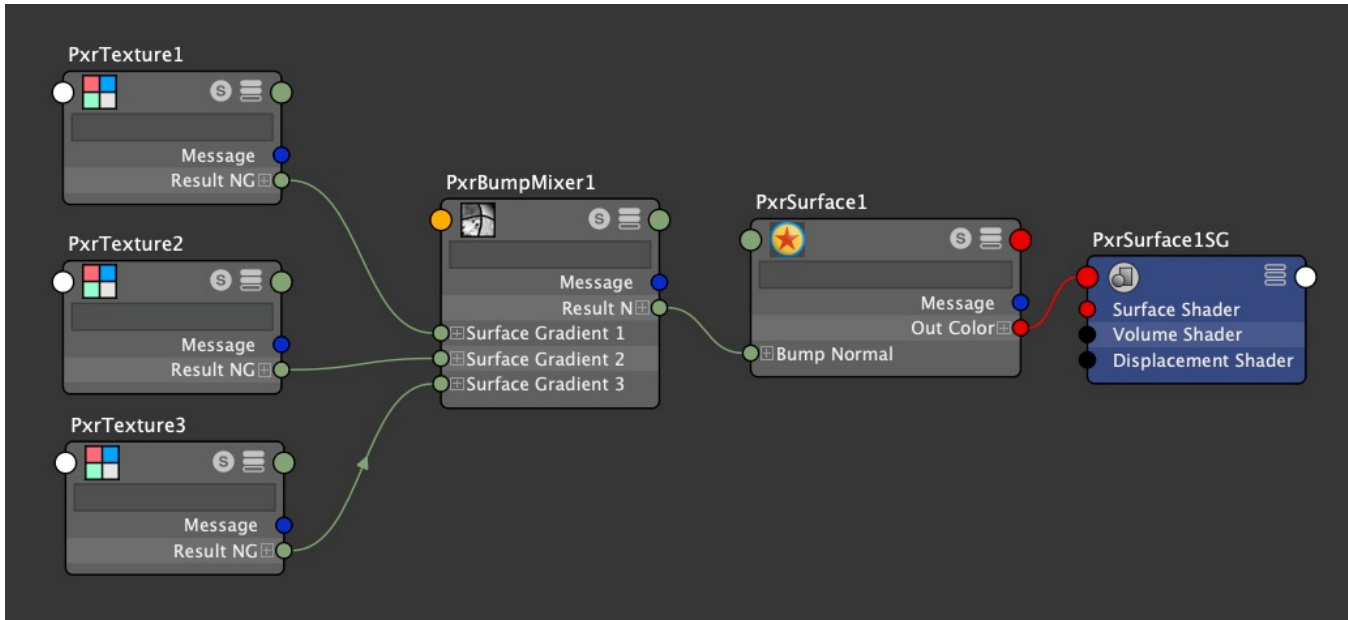 PxrTexture1
S
Message
Result NG
PxrTexture2
S
Message
Result NG
PxrTexture3
S
Message
Result NG
PxrBumpMixer1
S
Message
Result N
Surface Gradient 1
Surface Gradient 2
Surface Gradient 3
PxrSurface1
S
Message
Out Color
Bump Normal
PxrSurface1SG
Surface Shader
Volume Shader
Displacement Shader